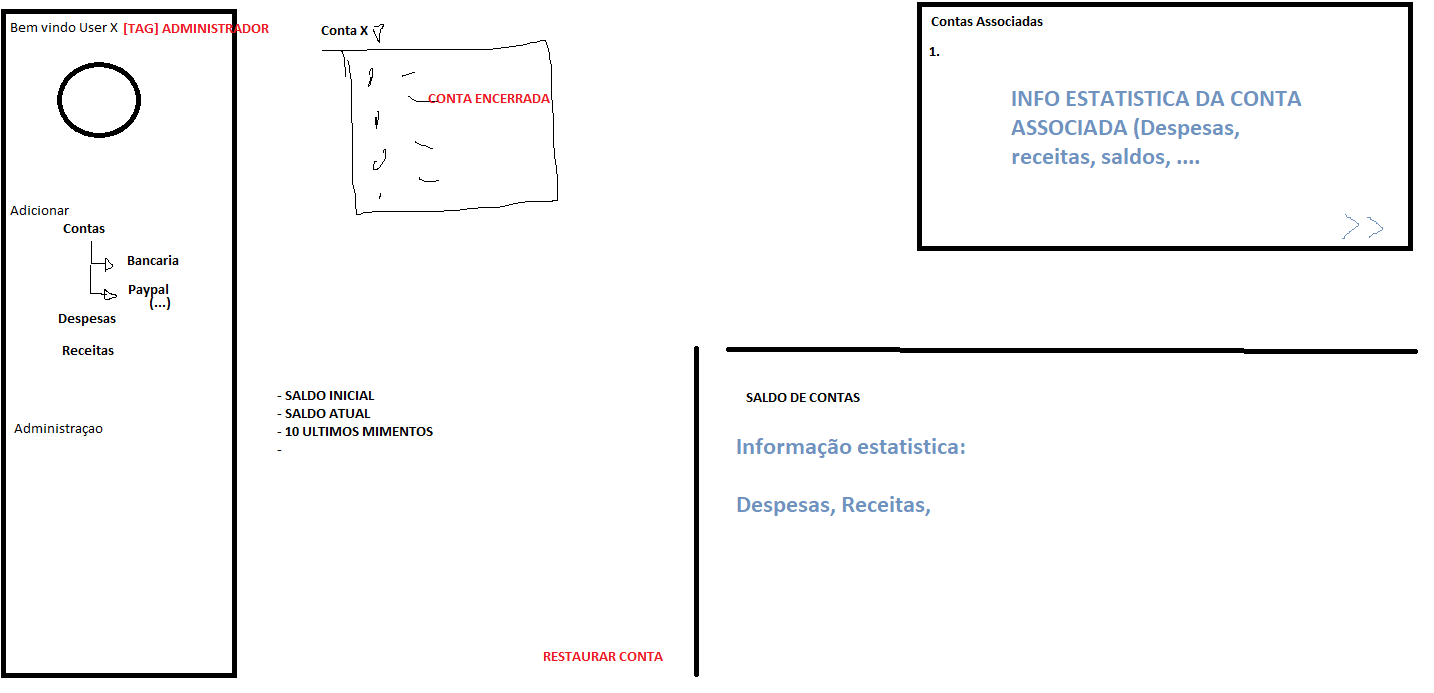 Bem vindo User X [TAG] ADMINISTRADOR
Adicionar
Contas
Bancaria
Paypal
(...)
Despesas
Receitas
Administraçao
Conta X
CONTA ENCERRADA
- SALDO INICIAL
- SALDO ATUAL
- 10 ULTIMOS MIMENTOS
-
RESTAURAR CONTA
Contas Associadas
1.
INFO ESTATISTICA DA CONTA
ASSOCIADA (Despesas,
receitas, saldos, ....
>>
SALDO DE CONTAS
Informação estatistica:
Despesas, Receitas,